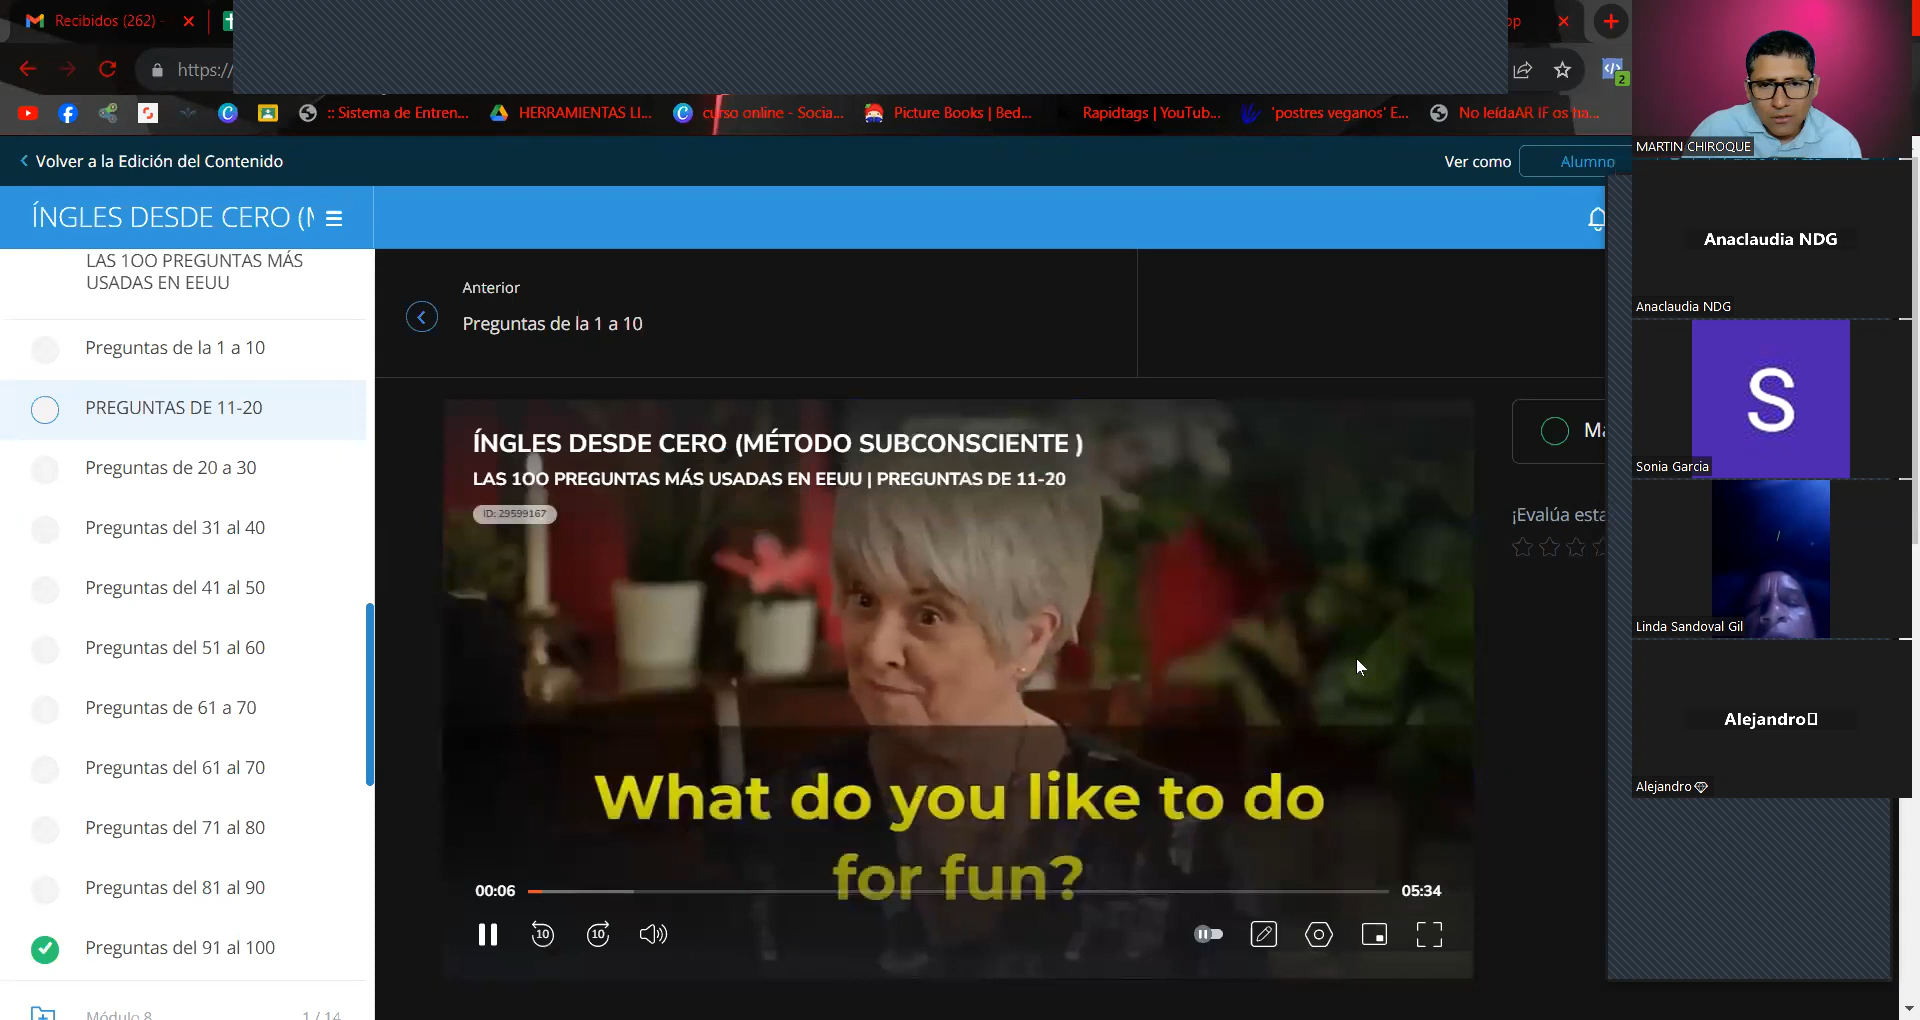 Recibidos (262) -
https://
:: Sistema de Entren...
HERRAMIENTAS LI...
curso online - Socia...
Picture Books | Bed...
Rapidtags | YouTub...
'postres veganos' E...
No leídaAR IF os ha...
2
Volver a la Edición del Contenido
Ver como
Alumno
ÍNGLES DESDE CERO (M
LAS 1OO PREGUNTAS MÁS
USADAS EN EEUU
Preguntas de la 1 a 10
PREGUNTAS DE 11-20
Preguntas de 20 a 30
Preguntas del 31 al 40
Preguntas del 41 al 50
Preguntas del 51 al 60
Preguntas de 61 a 70
Preguntas del 61 al 70
Preguntas del 71 al 80
Preguntas del 81 al 90
Preguntas del 91 al 100
Módulo 8
1 / 14
Anterior
Preguntas de la 1 a 10
ÍNGLES DESDE CERO (MÉTODO SUBCONSCIENTE )
LAS 1OO PREGUNTAS MÁS USADAS EN EEUU | PREGUNTAS DE 11-20
ID: 29599167
What do you like to do
for fun?
00:06
05:34
10
10
Ma
¡Evalúa esta
MARTIN CHIROQUE
Anaclaudia NDG
Anaclaudia NDG
S
Sonia Garcia
Linda Sandoval Gil
Alejandro
Alejandro